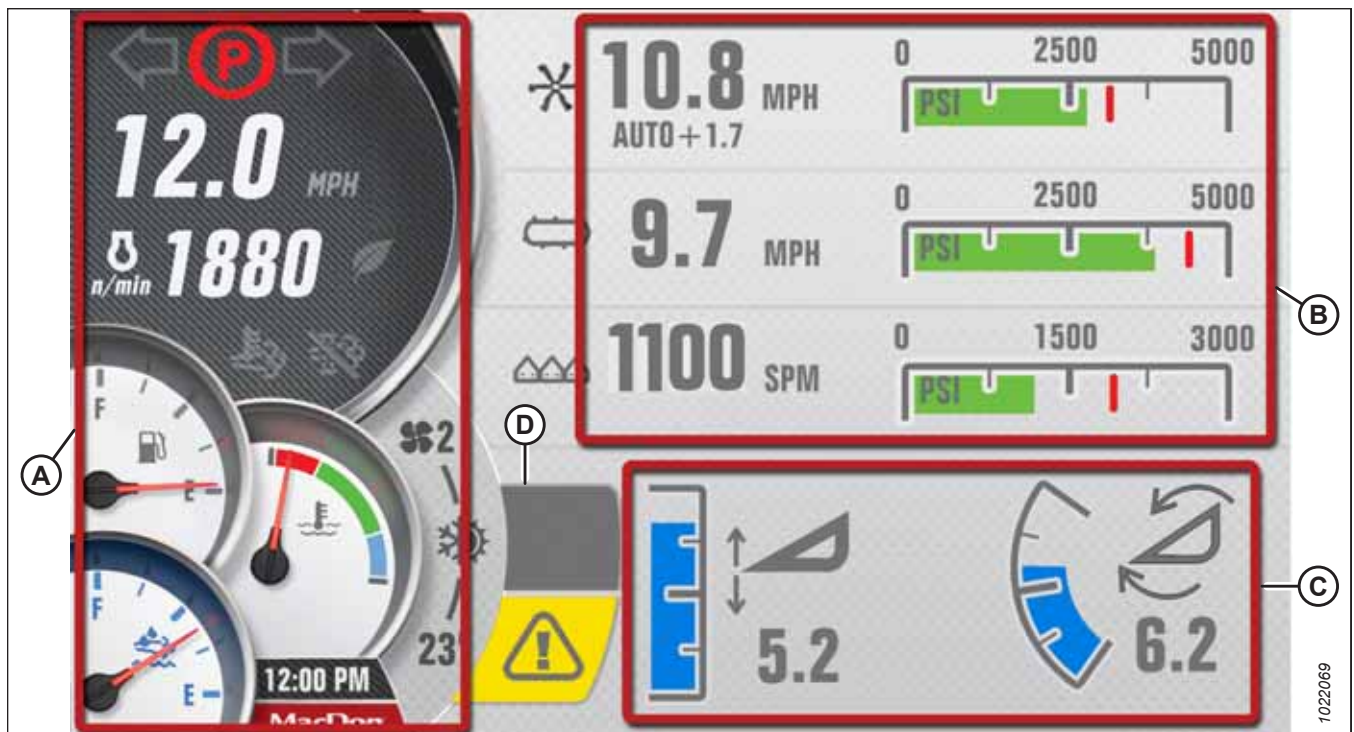 P
12.0 MPH
n/min 1880
F
E
F
E
2
23°
12:00 PM
MacDon
10.8 MPH
AUTO+1.7
0 2500 5000
PSI
9.7 MPH
0 2500 5000
PSI
1100 SPM
0 1500 3000
PSI
5.2
6.2
A
B
C
D
1022069